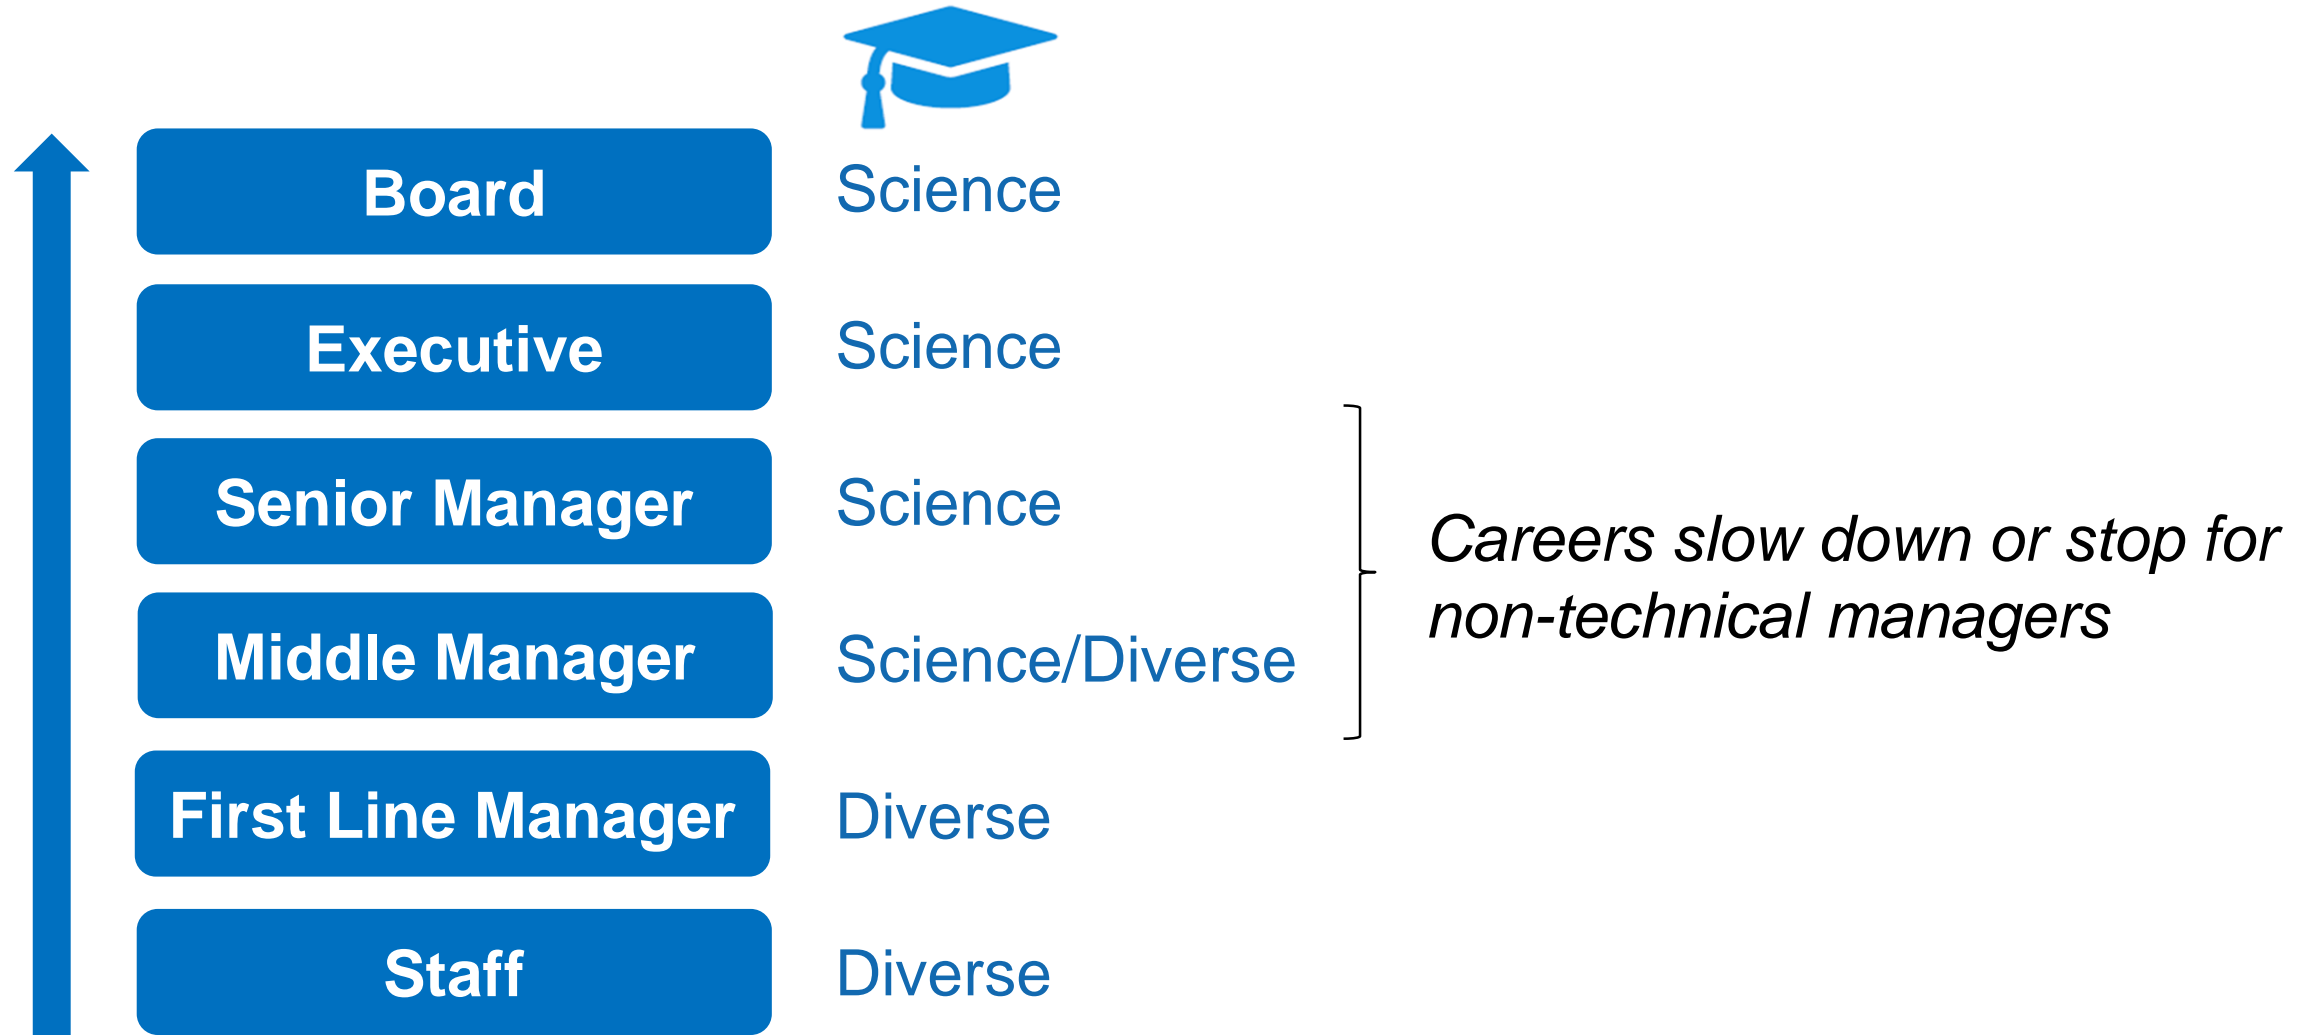 Board
Science
Executive
Science
Senior Manager
Science
Middle Manager
Science/Diverse
First Line Manager
Diverse
Staff
Diverse
Careers slow down or stop for
non-technical managers